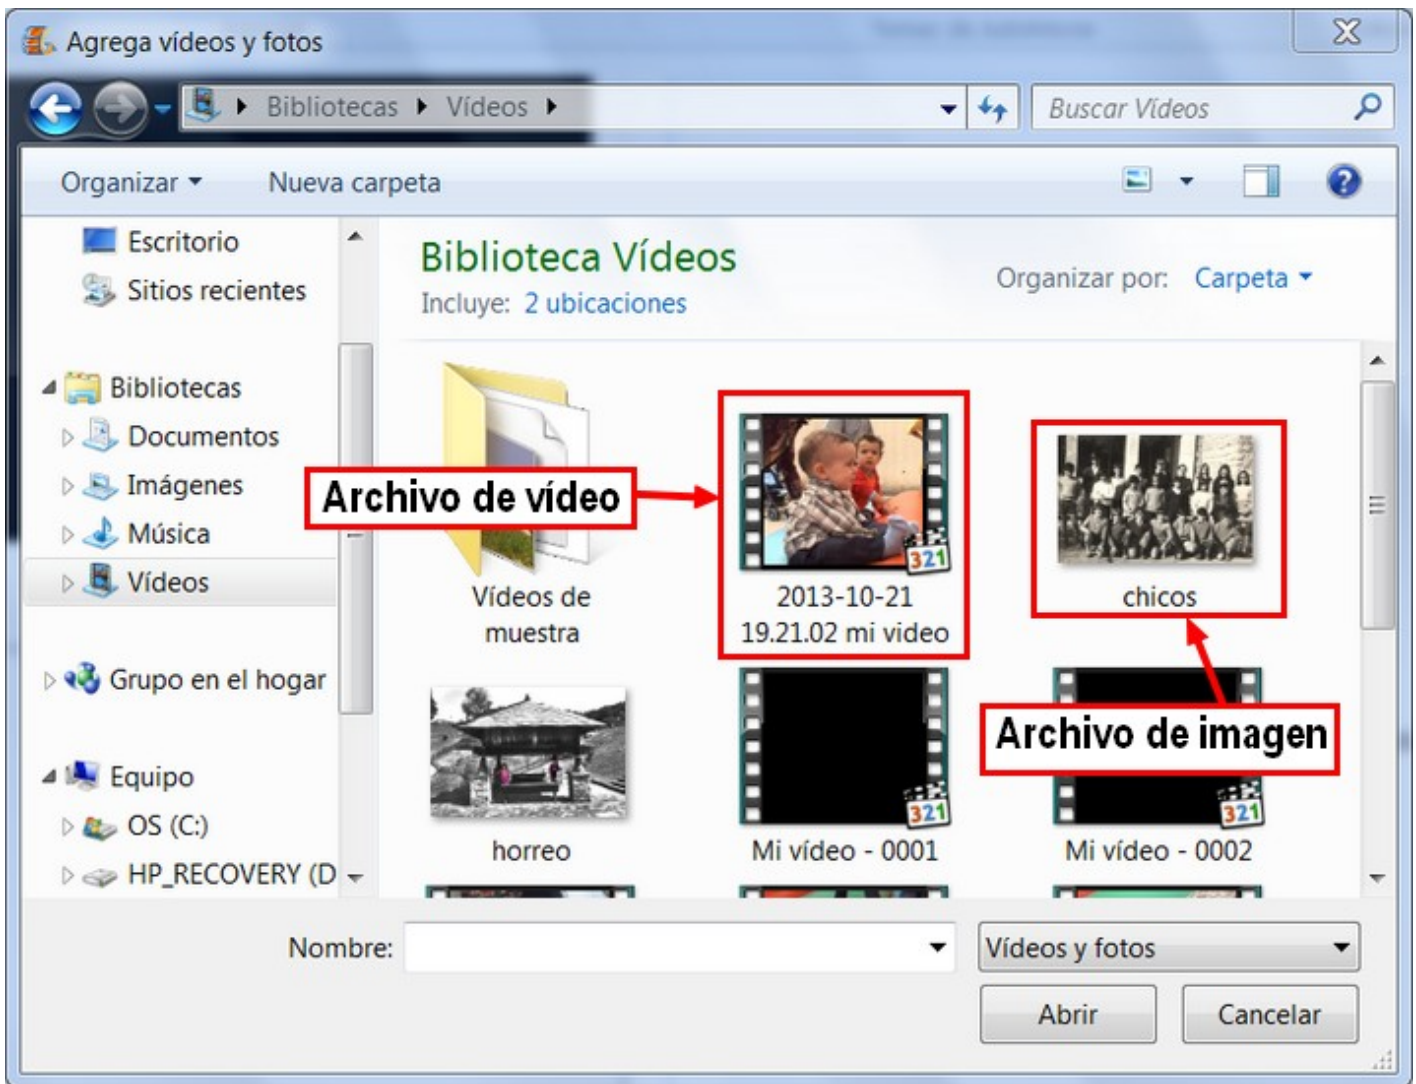 Agrega vídeos y fotos
Bibliotecas Vídeos
Buscar Vídeos
Organizar Nueva carpeta
Escritorio
Sitios recientes
Bibliotecas
Documentos
Imágenes
Música
Vídeos
Grupo en el hogar
Equipo
OS (C:)
HP_RECOVERY (D
Biblioteca Vídeos
Incluye: 2 ubicaciones
Organizar por: Carpeta
Archivo de vídeo
Vídeos de
muestra
321
2013-10-21
19.21.02 mi video
chicos
Archivo de imagen
horreo
321
Mi vídeo - 0001
321
Mi vídeo - 0002
Nombre:
Vídeos y fotos
Abrir
Cancelar